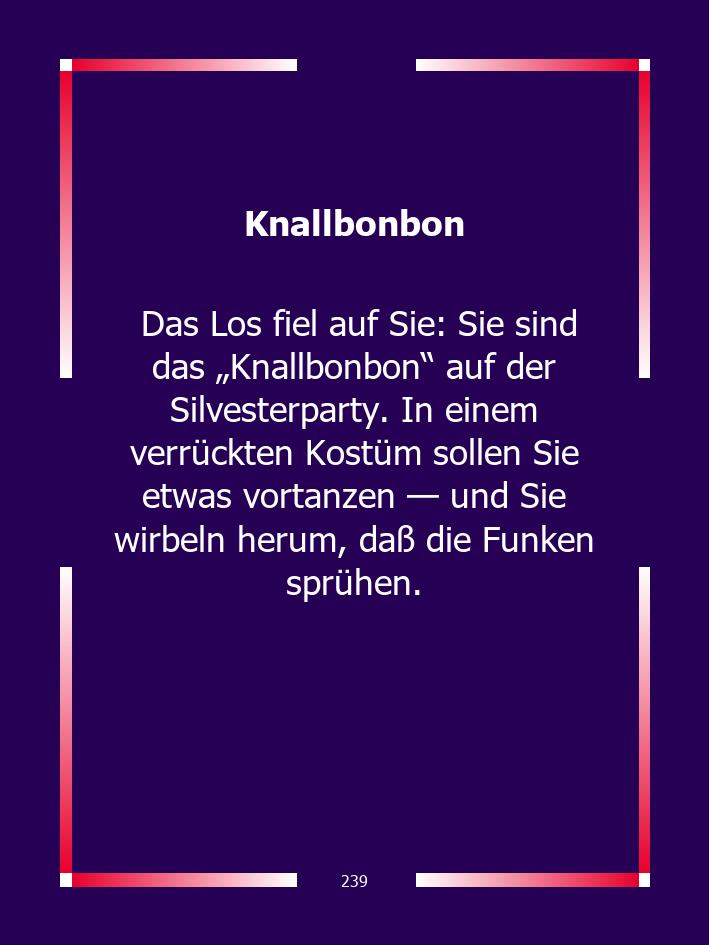 Knallbonbon
Das Los fiel auf Sie: Sie sind
das „Knallbonbon‟ auf der
Silvesterparty. In einem
verrückten Kostüm sollen Sie
etwas vortanzen — und Sie
wirbeln herum, daß die Funken
sprühen.
239